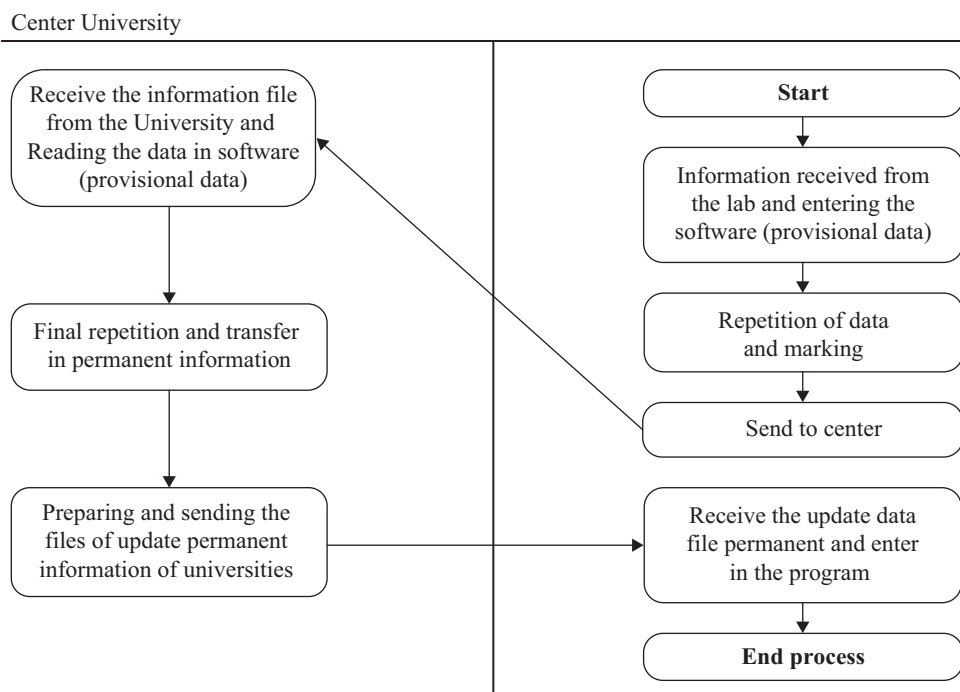 Center University
Receive the information file
from the University and
Reading the data in software
(provisional data)
Final repetition and transfer
in permanent information
Preparing and sending the
files of update permanent
information of universities
Start
Information received from
the lab and entering the
software (provisional data)
Repetition of data
and marking
Send to center
Receive the update data
file permanent and enter
in the program
End process